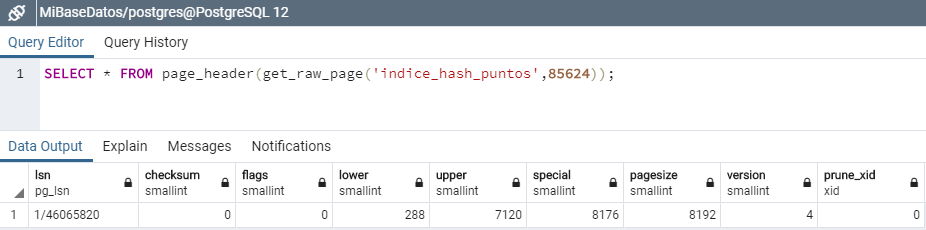 MiBaseDatos/postgres@PostgreSQL 12
Query Editor Query History
1 SELECT * FROM page_header(get_raw_page('indice_hash_puntos',85624));
Data Output Explain Messages Notifications
lsn checksum flags lower upper special pagesize version prune_xid
pg_lsn smallint smallint smallint smallint smallint smallint smallint xid
1 1/46065820 0 0 288 7120 8176 8192 4 0